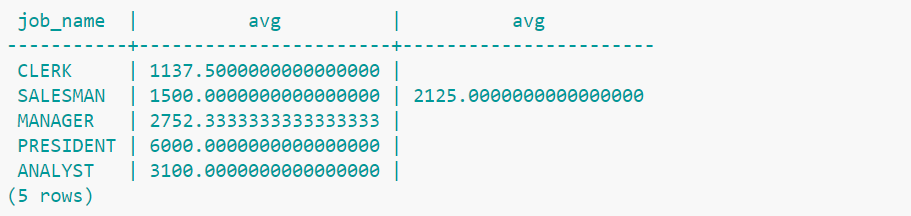 job_name  |          avg          |          avg
-----------+-----------------------+-----------------------
 CLERK     | 1137.5000000000000000 |
 SALESMAN  | 1500.0000000000000000 | 2125.0000000000000000
 MANAGER   | 2752.3333333333333333 |
 PRESIDENT | 6000.0000000000000000 |
 ANALYST   | 3100.0000000000000000 |
(5 rows)